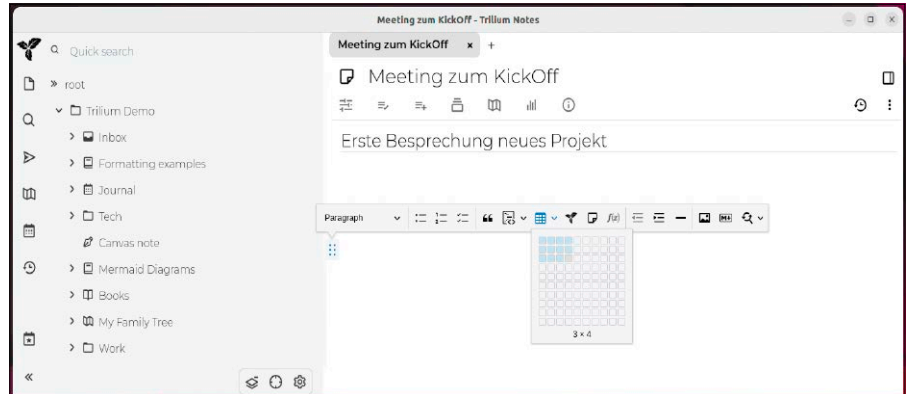 Meeting zum KickOff - Trilium Notes
Quick search
Meeting zum KickOff × +
Meeting zum KickOff
root
Trilium Demo
Inbox
Erste Besprechung neues Projekt
Formatting examples
Journal
Tech
Paragraph
f(x)
Canvas note
Mermaid Diagrams
Books
My Family Tree
3 × 4
Work